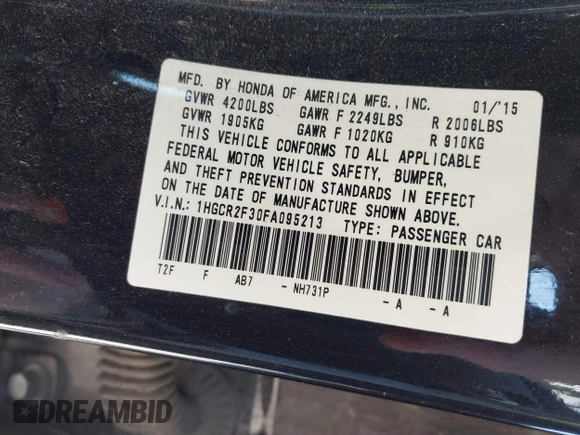 MFD. BY HONDA OF AMERICA MFG., INC. 01/'15
GVWR 4200LBS GAWR F 2249LBS R 2006LBS
GVWR 1905KG GAWR F 1020KG R 910KG
THIS VEHICLE CONFORMS TO ALL APPLICABLE
FEDERAL MOTOR VEHICLE SAFETY, BUMPER,
AND THEFT PREVENTION STANDARDS IN EFFECT
ON THE DATE OF MANUFACTURE SHOWN ABOVE.
V.I.N.: 1HGCR2F30FA095213 TYPE: PASSENGER CAR
T2F F AB7 - NH731P - A - A
DREAMBID